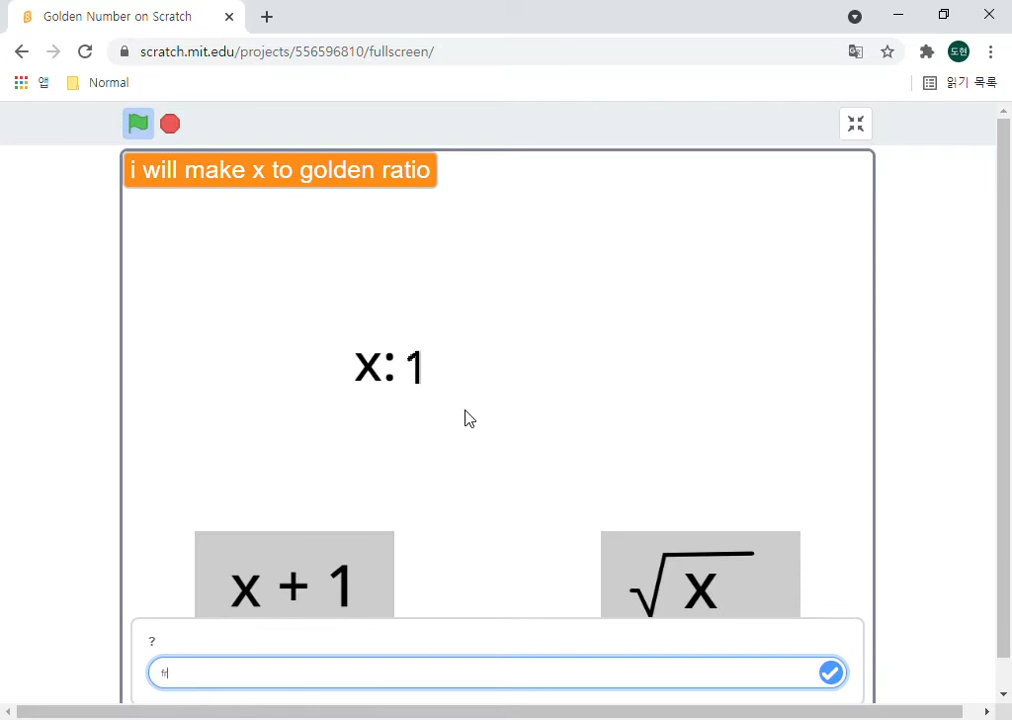 Golden Number on Scratch
도현
scratch.mit.edu/projects/556596810/fullscreen/
앱 Normal 읽기 목록
i will make x to golden ratio
x: 1
x + 1
√x
?